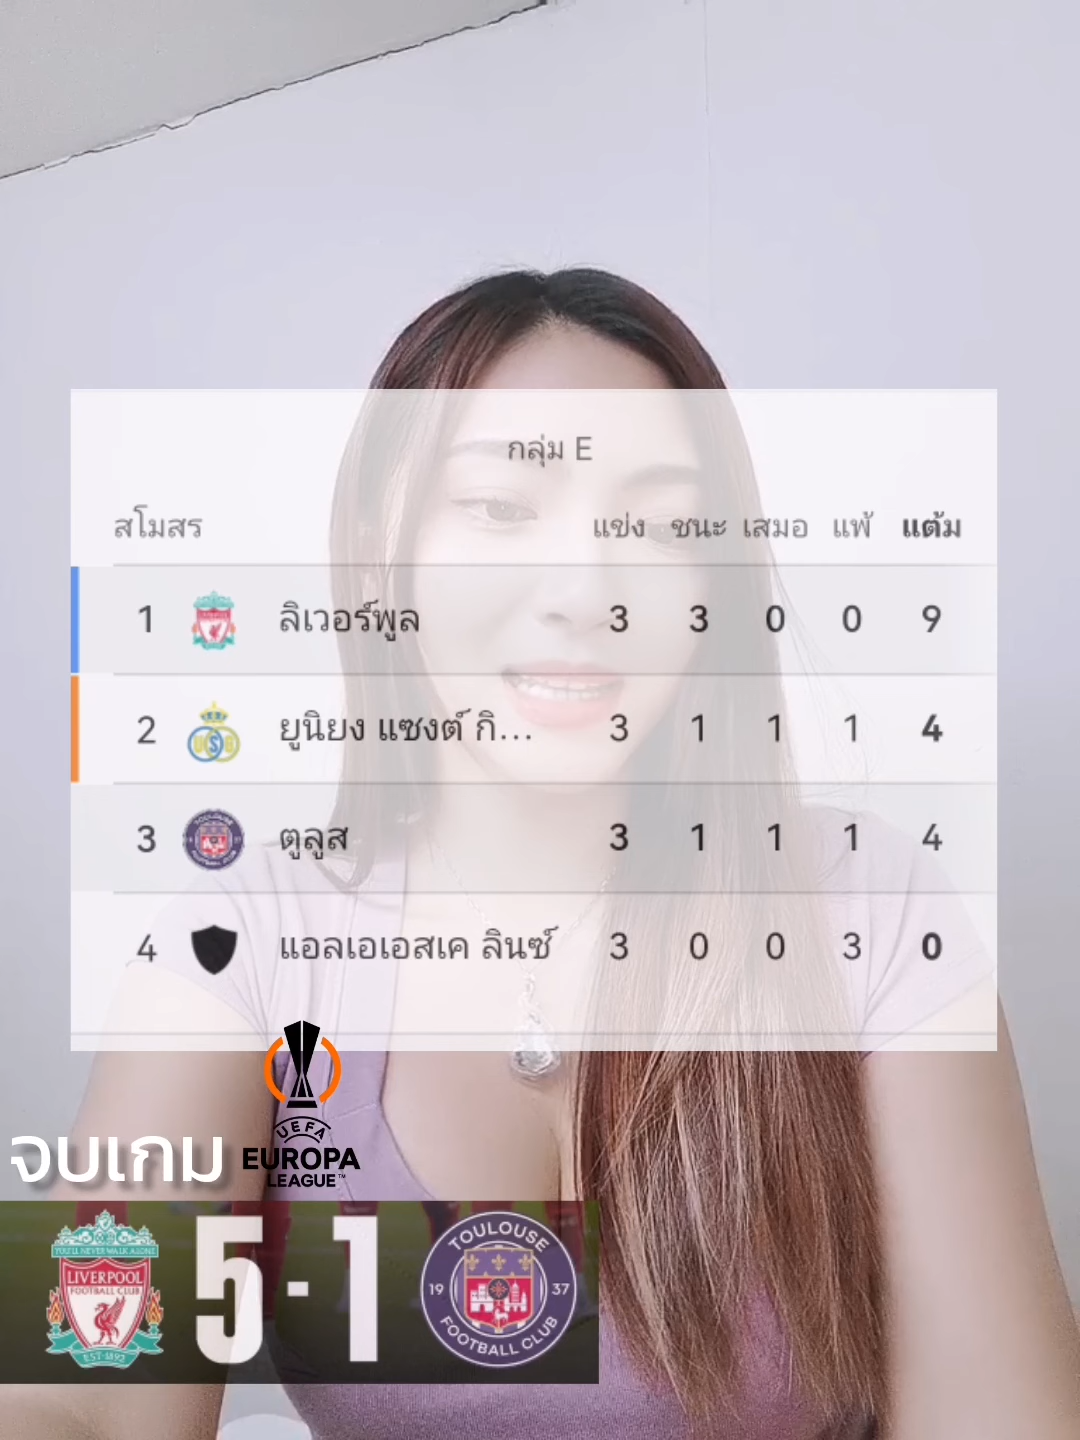 กลุ่ม E
สโมสร แข่ง ชนะ เสมอ แพ้ แต้ม
1 ลิเวอร์พูล 3 3 0 0 9
2 ยูนิยง แซงต์ กิ... 3 1 1 1 4
3 ตูลูส 3 1 1 1 4
4 แอลเอเอสเค ลินซ์ 3 0 0 3 0
จบเกม
UEFA
EUROPA
LEAGUE™
YOU'LL NEVER WALK ALONE
LIVERPOOL
FOOTBALL CLUB
EST·1892
5-1
TOULOUSE
19 37
FOOTBALL CLUB